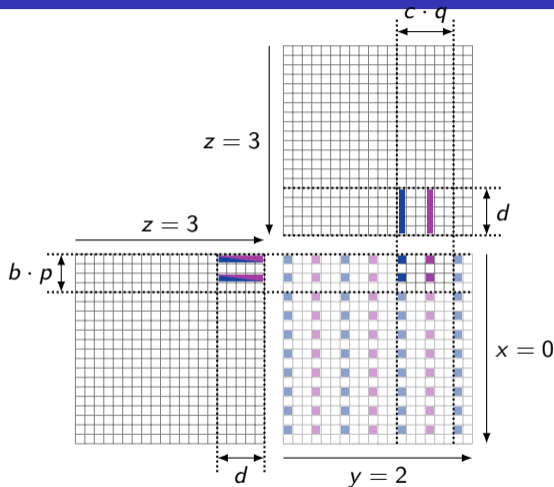 c · q
z = 3
d
z = 3
b · p
x = 0
d
y = 2